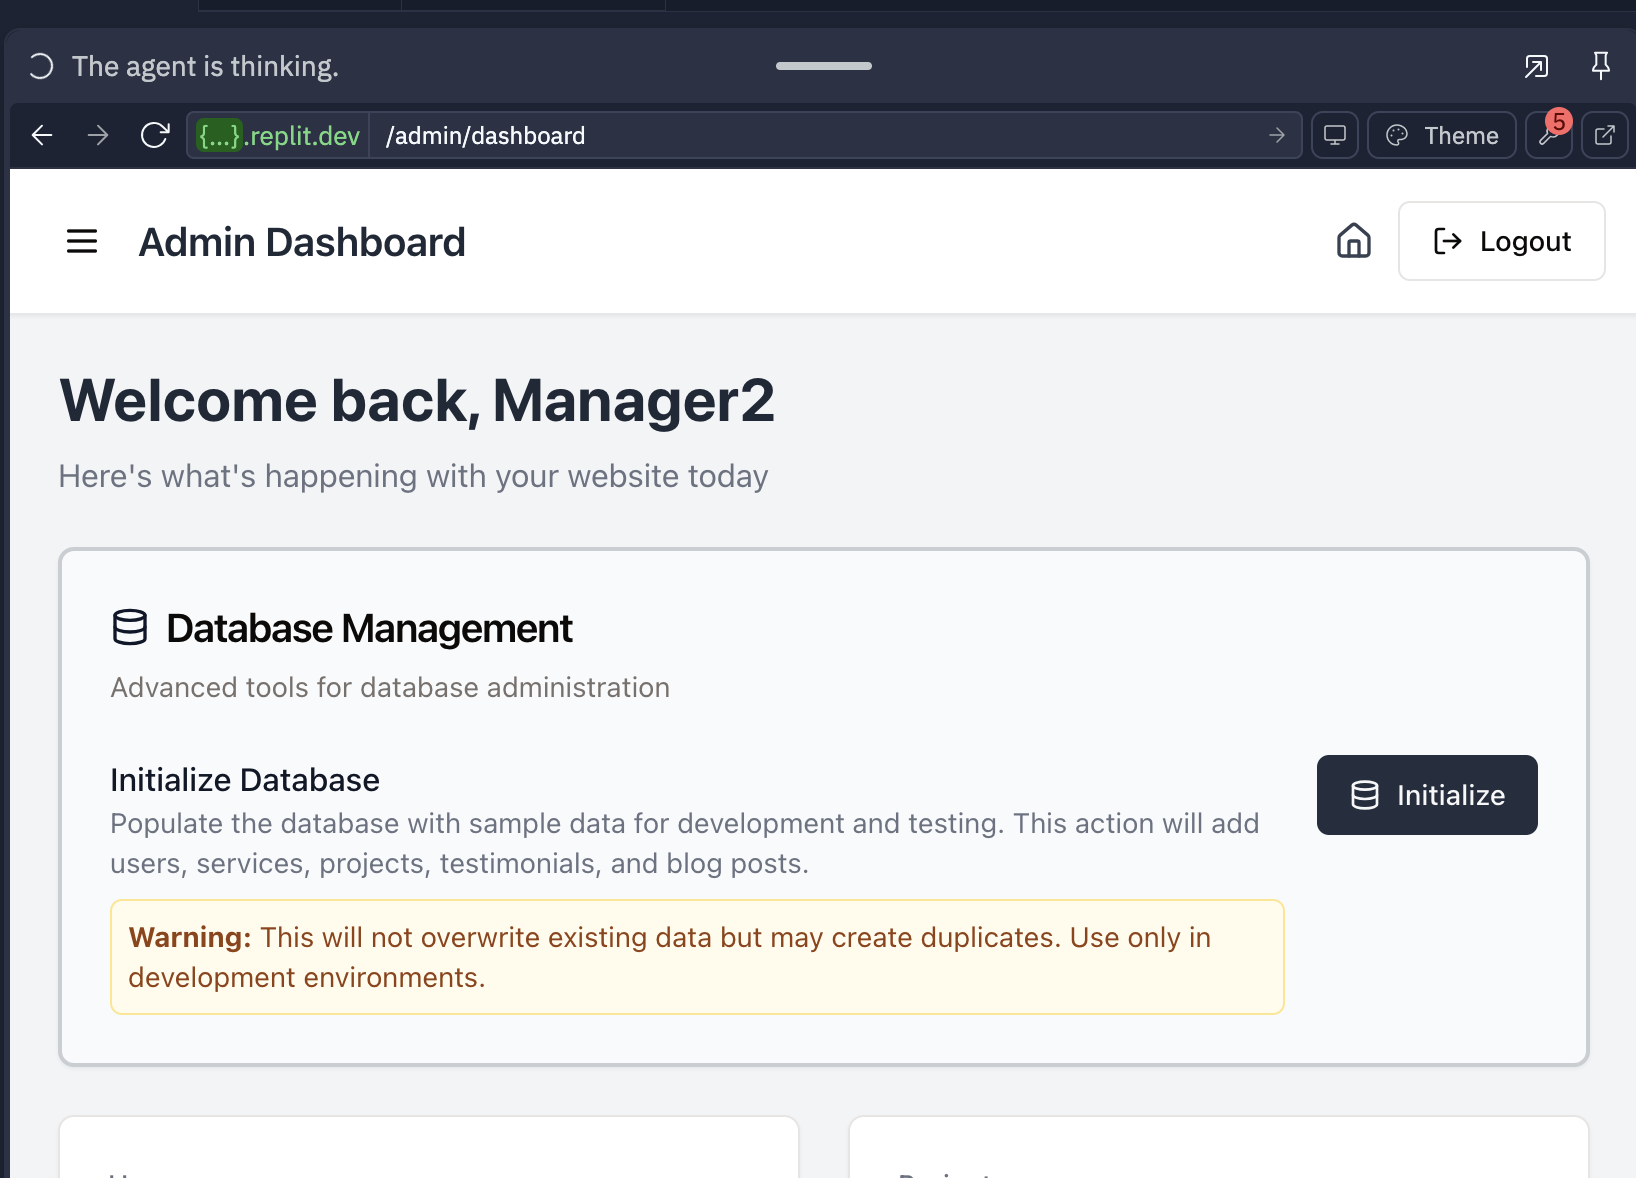 The agent is thinking.
{...}.replit.dev /admin/dashboard
Theme
5
Admin Dashboard
Logout
Welcome back, Manager2
Here's what's happening with your website today
Database Management
Advanced tools for database administration
Initialize Database
Populate the database with sample data for development and testing. This action will add
users, services, projects, testimonials, and blog posts.
Initialize
Warning: This will not overwrite existing data but may create duplicates. Use only in
development environments.